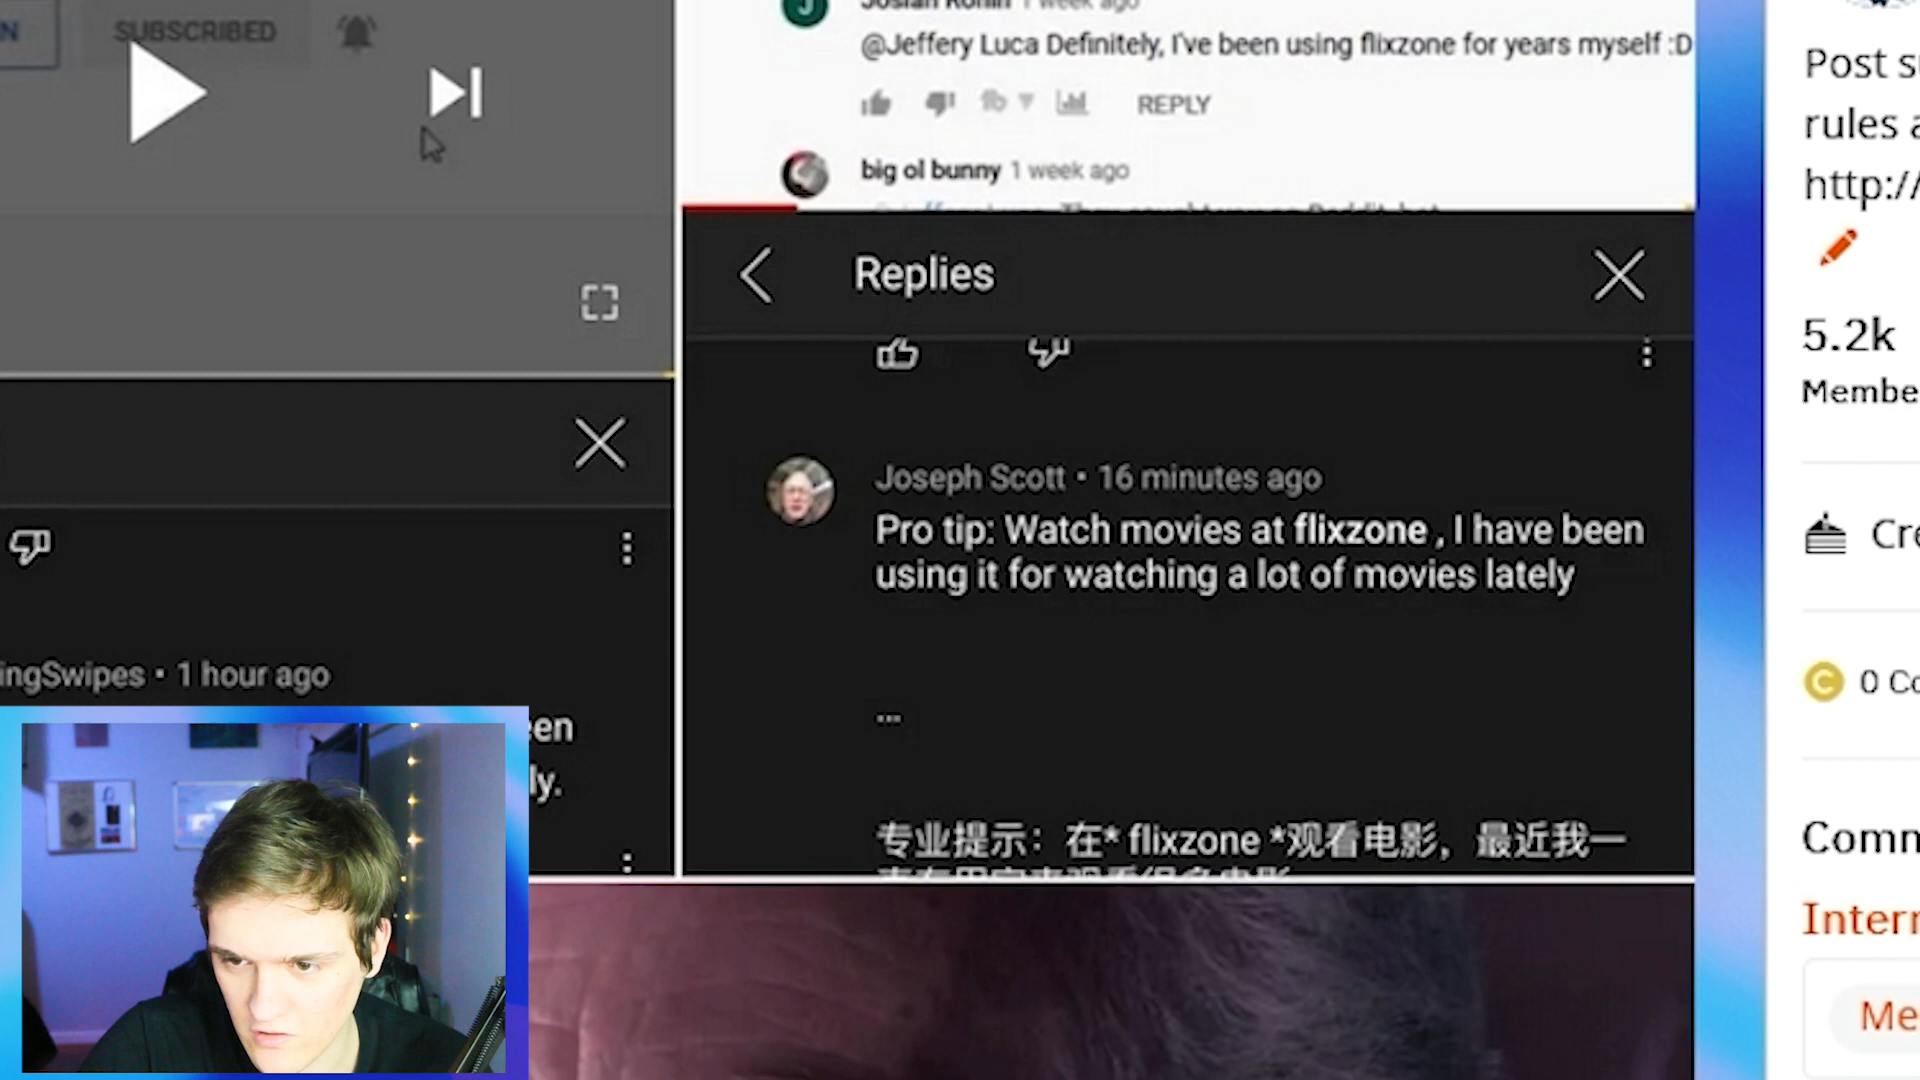 N
SUBSCRIBED
Josiah Ronin 1 week ago
@Jeffery Luca Definitely, I've been using flixzone for years myself :D
REPLY
big ol bunny 1 week ago
Replies
Joseph Scott • 16 minutes ago
Pro tip: Watch movies at flixzone , I have been
using it for watching a lot of movies lately
...
专业提示：在* flixzone *观看电影，最近我一
ingSwipes • 1 hour ago
een
ly.
Post s
rules a
http://
5.2k
Membe
Cre
0 Co
Comm
Intern
Me